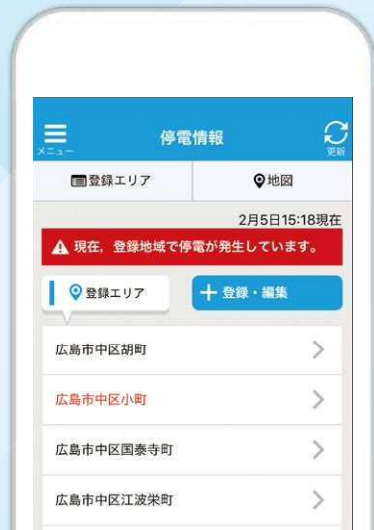 停電情報
メニュー
更新
登録エリア
地図
2月5日15:18現在
現在，登録地域で停電が発生しています。
登録エリア
登録・編集
広島市中区胡町
広島市中区小町
広島市中区国泰寺町
広島市中区江波栄町